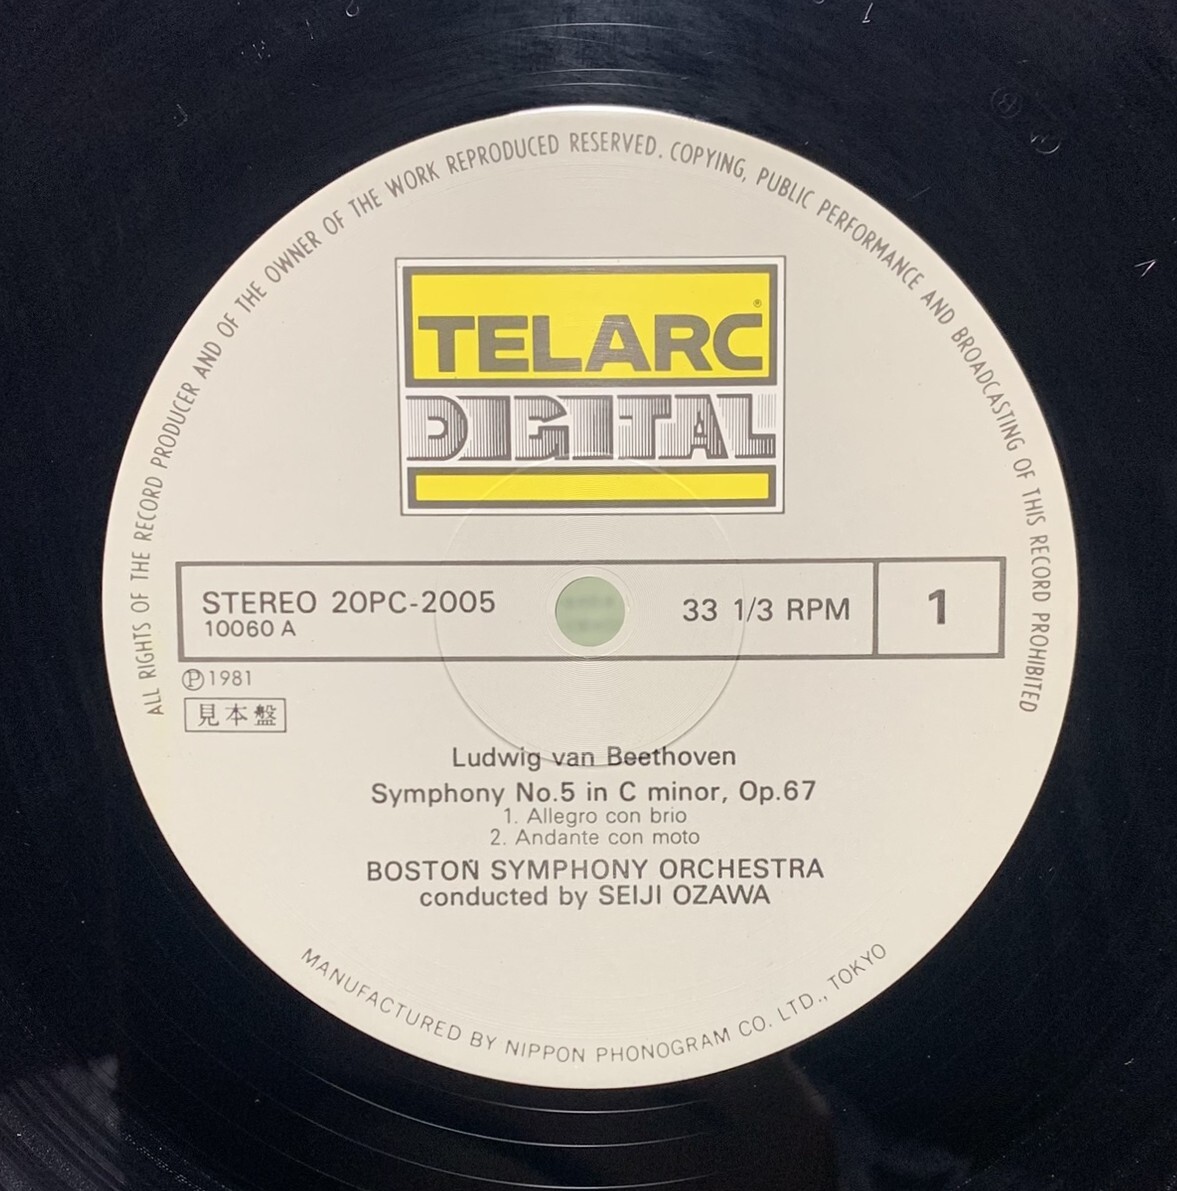 ALL RIGHTS OF THE RECORD PRODUCER AND OF THE OWNER OF THE WORK REPRODUCED RESERVED. COPYING, PUBLIC PERFORMANCE AND BROADCASTING OF THIS RECORD PROHIBITED
TELARC®
DIGITAL
STEREO 20PC-2005
10060 A
33 1/3 RPM
1
℗1981
見本盤
Ludwig van Beethoven
Symphony No.5 in C minor, Op.67
1. Allegro con brio
2. Andante con moto
BOSTON SYMPHONY ORCHESTRA
conducted by SEIJI OZAWA
MANUFACTURED BY NIPPON PHONOGRAM CO. LTD., TOKYO